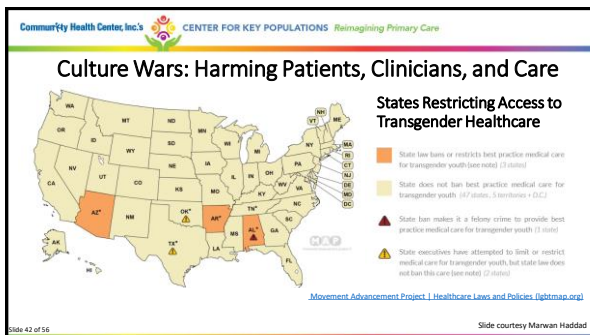 Community Health Center, Inc.'s
CENTER FOR KEY POPULATIONS Reimagining Primary Care
Culture Wars: Harming Patients, Clinicians, and Care
States Restricting Access to
Transgender Healthcare
State law bans or restricts best practice medical care
for transgender youth (see note) (3 states)
State does not ban best practice medical care for
transgender youth (47 states, 5 territories + D.C.)
State ban makes it a felony crime to provide best
practice medical care for transgender youth (1 state)
State executives have attempted to limit or restrict
medical care for transgender youth, but state law does
not ban this care (see note) (2 states)
WA
OR
CA
NV
ID
MT
WY
UT
AZ*
CO
NM
ND
SD
NE
KS
OK*
TX*
MN
IA
MO
AR*
LA
WI
IL
MI
IN
OH
KY
TN*
MS
AL*
GA
FL
SC
NC
VA
WV
PA
NY
ME
NH
VT
MA
RI
CT
NJ
DE
MD
DC
AK
HI
MAP
Movement Advancement Project | Healthcare Laws and Policies (lgbtmap.org)
Slide 42 of 56
Slide courtesy Marwan Haddad